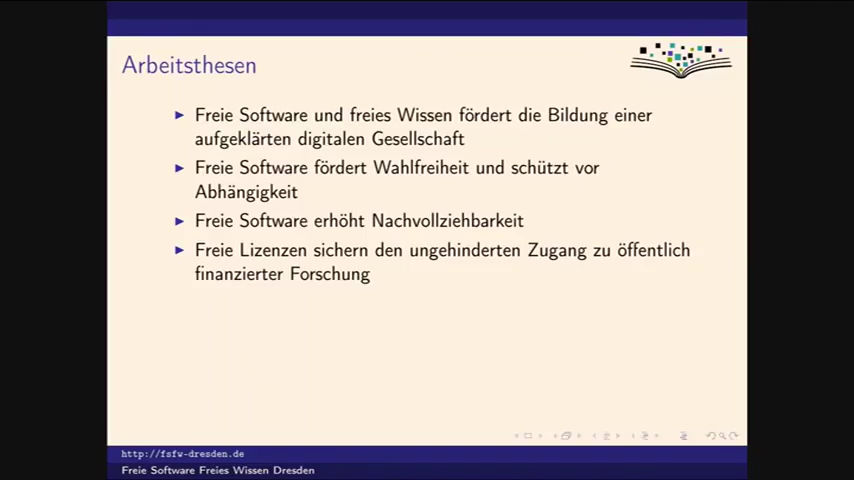 Arbeitsthesen
Freie Software und freies Wissen fördert die Bildung einer
aufgeklärten digitalen Gesellschaft
Freie Software fördert Wahlfreiheit und schützt vor
Abhängigkeit
Freie Software erhöht Nachvollziehbarkeit
Freie Lizenzen sichern den ungehinderten Zugang zu öffentlich
finanzierter Forschung
http://fsfw-dresden.de
Freie Software Freies Wissen Dresden